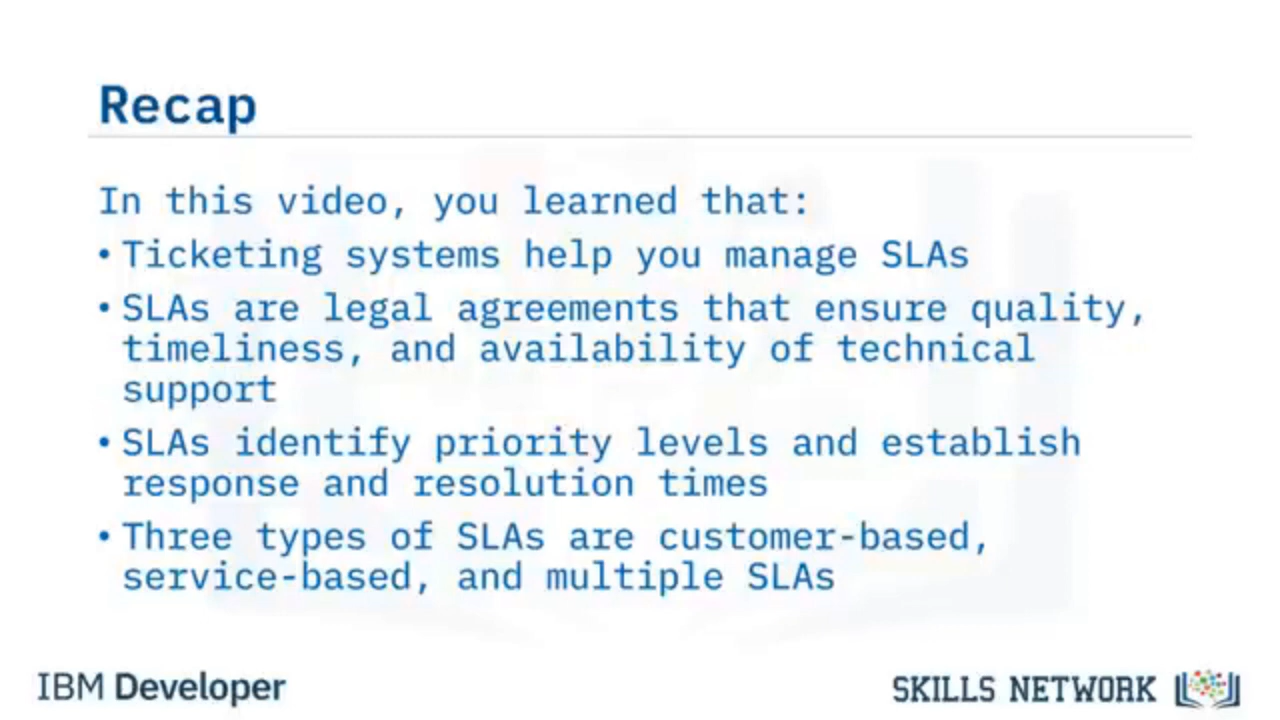 Recap
In this video, you learned that:
• Ticketing systems help you manage SLAs
• SLAs are legal agreements that ensure quality,
timeliness, and availability of technical
support
• SLAs identify priority levels and establish
response and resolution times
• Three types of SLAs are customer-based,
service-based, and multiple SLAs
IBM Developer
SKILLS NETWORK